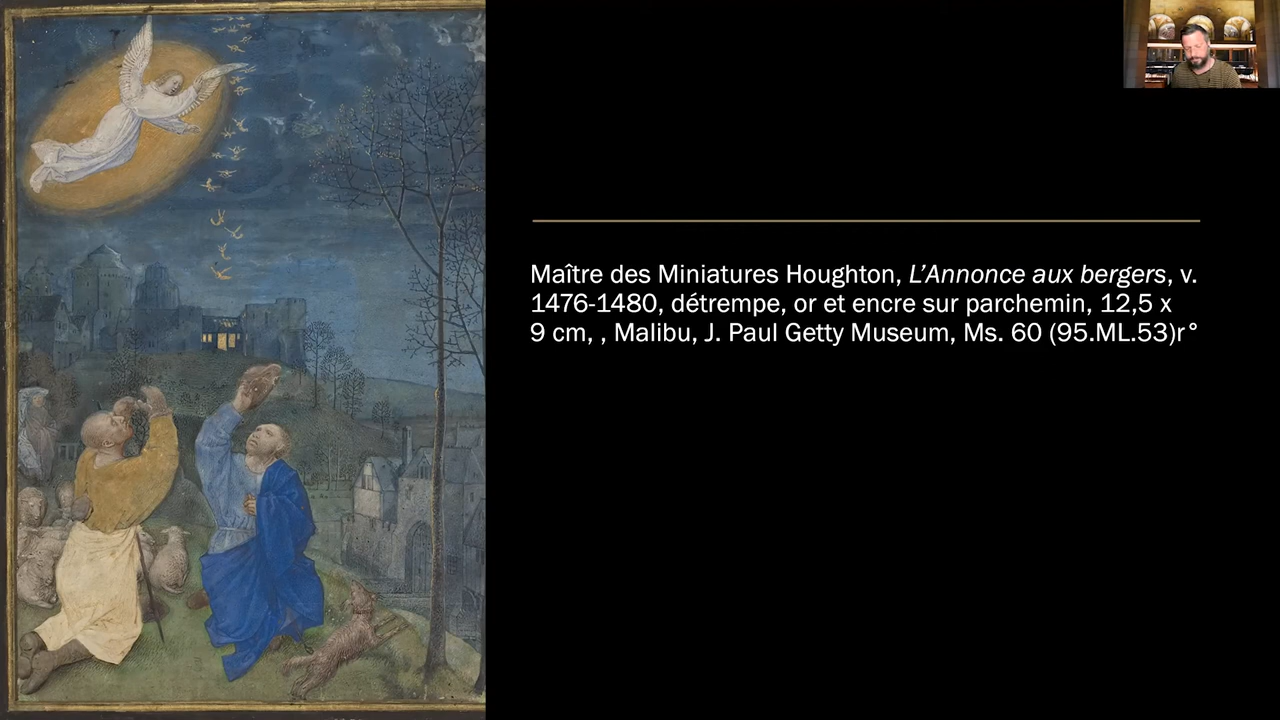 Maître des Miniatures Houghton, L’Annonce aux bergers, v.
1476-1480, détrempe, or et encre sur parchemin, 12,5 x
9 cm, , Malibu, J. Paul Getty Museum, Ms. 60 (95.ML.53)r°